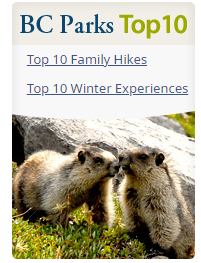 BC Parks Top10
Top 10 Family Hikes
Top 10 Winter Experiences